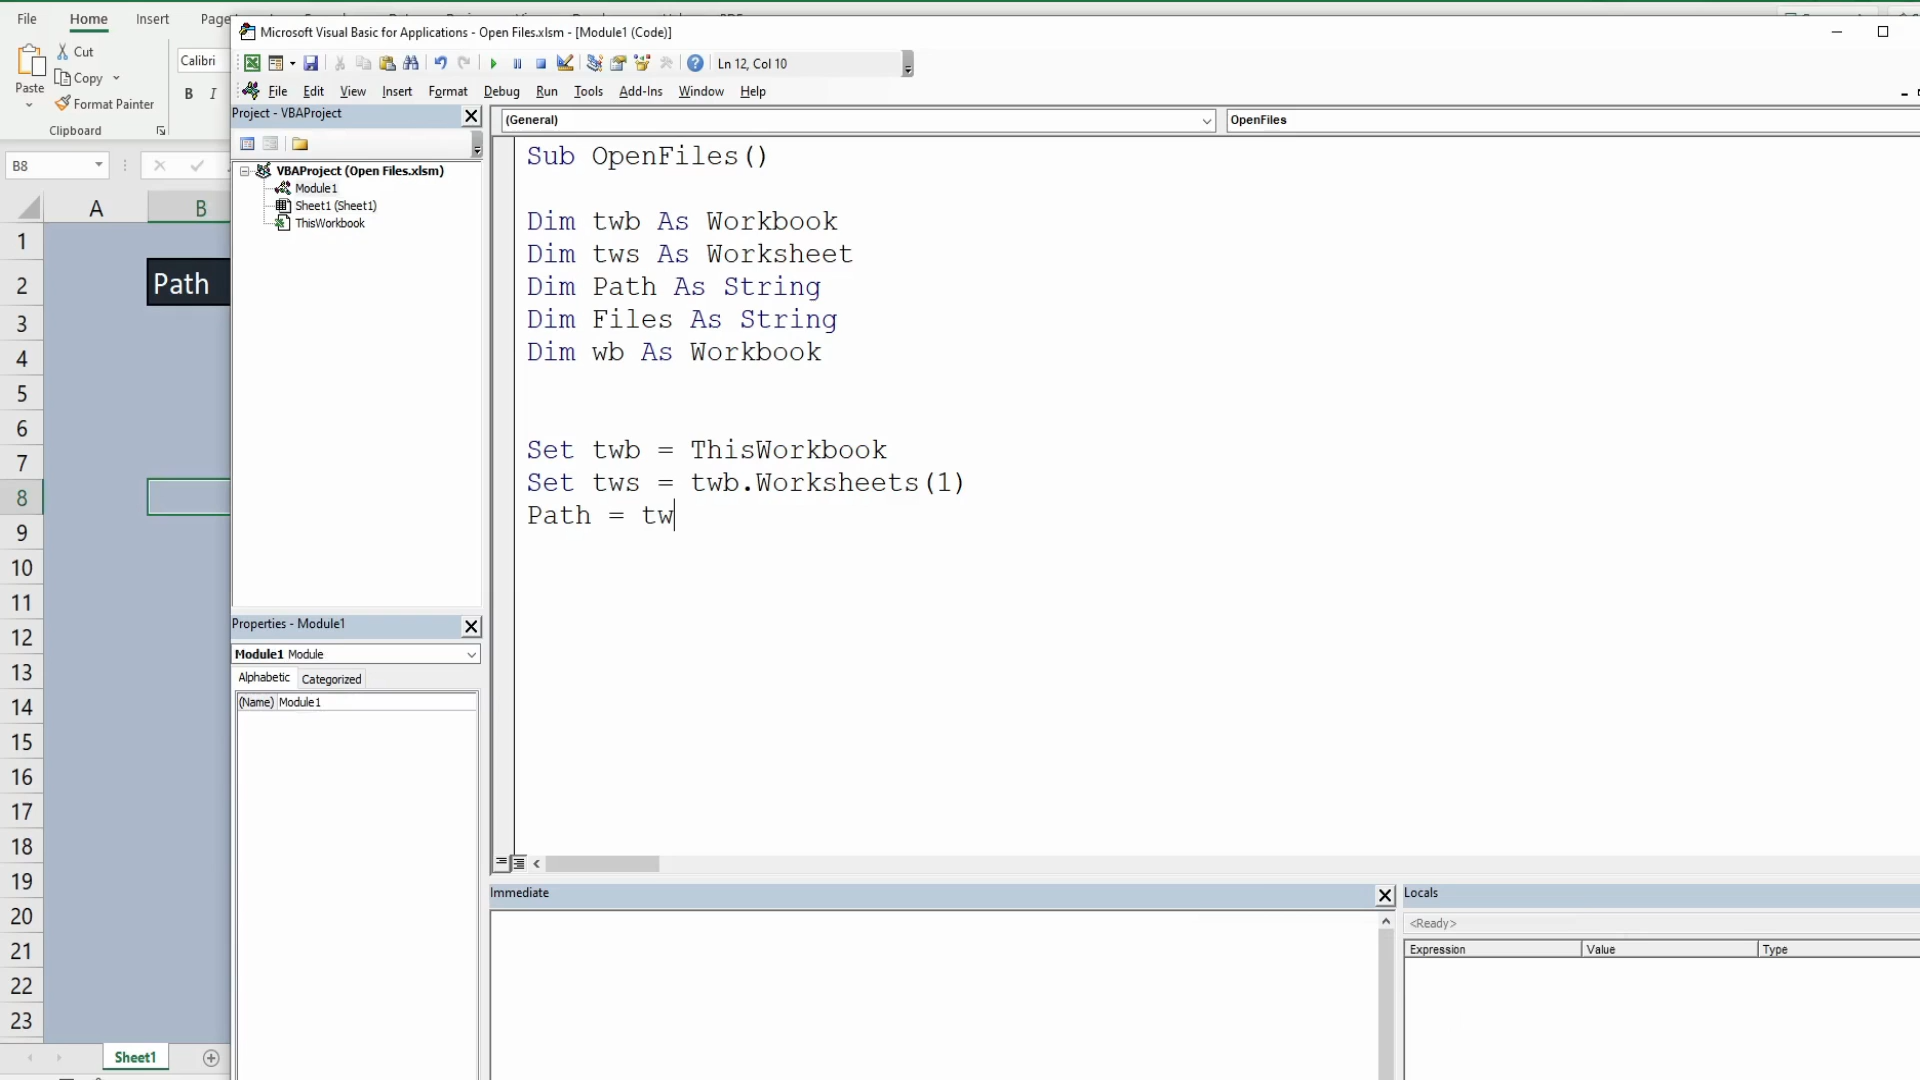 File Home Insert
Microsoft Visual Basic for Applications - Open Files.xlsm - [Module1 (Code)]
Cut
Copy
Format Painter
Paste
Clipboard
Calibri
B I
Ln 12, Col 10
File Edit View Insert Format Debug Run Tools Add-Ins Window Help
Project - VBAProject
(General) OpenFiles
VBAProject (Open Files.xlsm)
Module1
Sheet1 (Sheet1)
ThisWorkbook
B8
A B
1
2
3
4
5
6
7
8
9
10
11
12
13
14
15
16
17
18
19
20
21
22
23
Path
Sub OpenFiles()
Dim twb As Workbook
Dim tws As Worksheet
Dim Path As String
Dim Files As String
Dim wb As Workbook
Set twb = ThisWorkbook
Set tws = twb.Worksheets(1)
Path = tw
Properties - Module1
Module1 Module
Alphabetic Categorized
(Name) Module1
Immediate
Locals
<Ready>
Expression Value Type
Sheet1